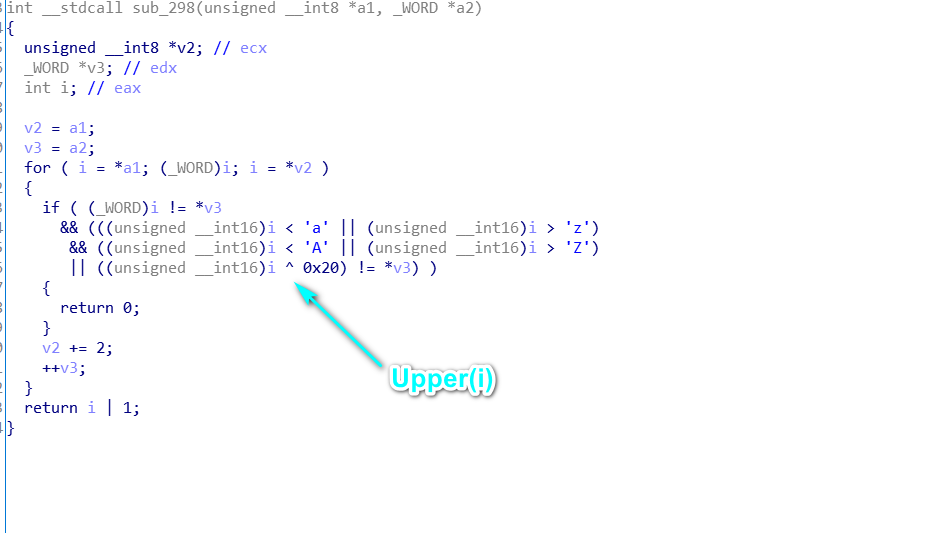 int __stdcall sub_298(unsigned __int8 *a1, _WORD *a2)
{
unsigned __int8 *v2; // ecx
_WORD *v3; // edx
int i; // eax
v2 = a1;
v3 = a2;
for ( i = *a1; (_WORD)i; i = *v2 )
{
if ( (_WORD)i != *v3
&& (((unsigned __int16)i < 'a' || (unsigned __int16)i > 'z')
&& ((unsigned __int16)i < 'A' || (unsigned __int16)i > 'Z')
|| ((unsigned __int16)i ^ 0x20) != *v3) )
{
return 0;
}
v2 += 2;
++v3;
Upper(i)
}
return i | 1;
}